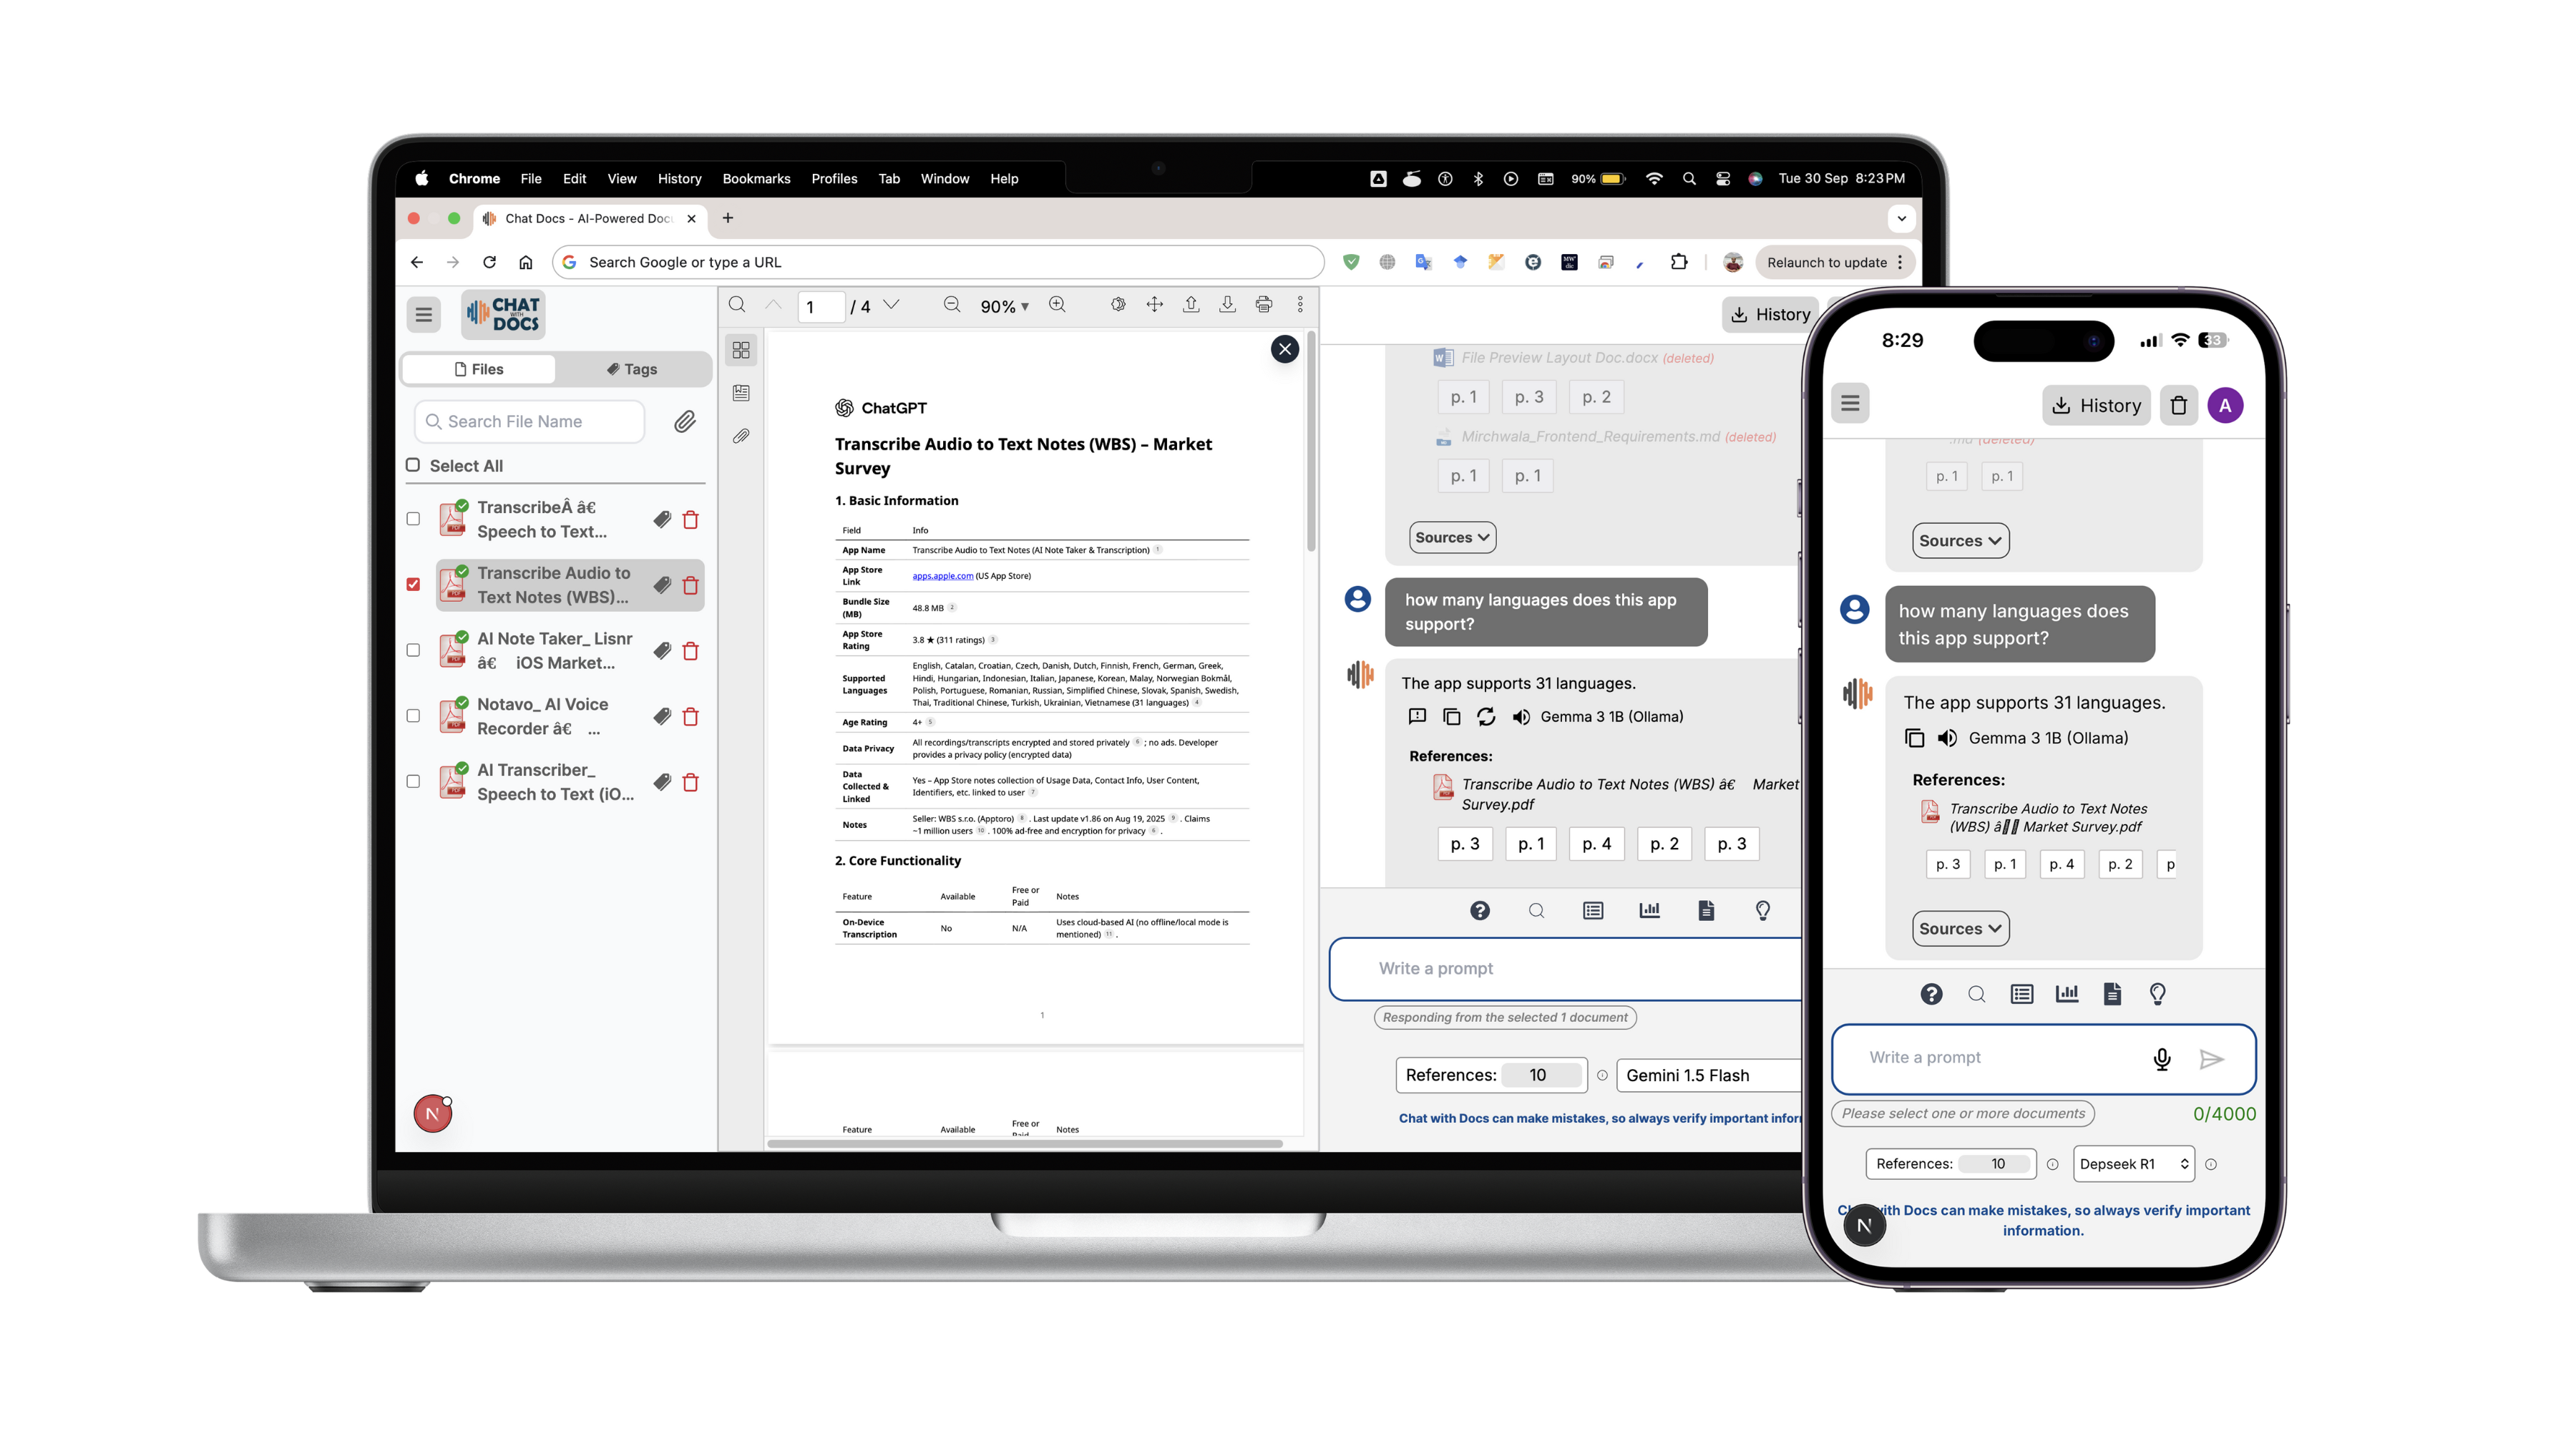 Chrome File Edit View History Bookmarks Profiles Tab Window Help
90% Tue 30 Sep 8:23 PM
Chat Docs - AI-Powered Doc
Search Google or type a URL
Relaunch to update
CHAT
WITH
DOCS
Files
Tags
Search File Name
Select All
TranscribeÂ â€
Speech to Text...
Transcribe Audio to
Text Notes (WBS)...
AI Note Taker_ Lisnr
â€ iOS Market...
Notavo_ AI Voice
Recorder â€ ...
AI Transcriber_
Speech to Text (iO...
N
1 / 4
90%
ChatGPT
Transcribe Audio to Text Notes (WBS) – Market
Survey
1. Basic Information
Field Info
App Name Transcribe Audio to Text Notes (AI Note Taker & Transcription) 1
App Store
Link
apps.apple.com (US App Store)
Bundle Size
(MB)
48.8 MB 2
App Store
Rating
3.8 ★ (311 ratings) 3
Supported
Languages
English, Catalan, Croatian, Czech, Danish, Dutch, Finnish, French, German, Greek,
Hindi, Hungarian, Indonesian, Italian, Japanese, Korean, Malay, Norwegian Bokmål,
Polish, Portuguese, Romanian, Russian, Simplified Chinese, Slovak, Spanish, Swedish,
Thai, Traditional Chinese, Turkish, Ukrainian, Vietnamese (31 languages) 4
Age Rating 4+ 5
Data Privacy
All recordings/transcripts encrypted and stored privately 6 ; no ads. Developer
provides a privacy policy (encrypted data)
Data
Collected &
Linked
Yes – App Store notes collection of Usage Data, Contact Info, User Content,
Identifiers, etc. linked to user 7
Notes
Seller: WBS s.r.o. (Apptoro) 8 . Last update v1.86 on Aug 19, 2025 9 . Claims
~1 million users 10 . 100% ad-free and encryption for privacy 6 .
2. Core Functionality
Feature Available Free or
Paid Notes
On-Device
Transcription
No N/A
Uses cloud-based AI (no offline/local mode is
mentioned) 11 .
1
Feature Available Free or
Paid Notes
History
File Preview Layout Doc.docx (deleted)
p. 1 p. 3 p. 2
Mirchwala_Frontend_Requirements.md (deleted)
p. 1 p. 1
Sources
how many languages does this app
support?
The app supports 31 languages.
Gemma 3 1B (Ollama)
References:
Transcribe Audio to Text Notes (WBS) â€ Market
Survey.pdf
p. 3 p. 1 p. 4 p. 2 p. 3
Write a prompt
Responding from the selected 1 document
References: 10
Gemini 1.5 Flash
Chat with Docs can make mistakes, so always verify important infor
8:29
33
History
A
.md (deleted)
p. 1 p. 1
Sources
how many languages does
this app support?
The app supports 31 languages.
Gemma 3 1B (Ollama)
References:
Transcribe Audio to Text Notes
(WBS) â Market Survey.pdf
p. 3 p. 1 p. 4 p. 2 p
Sources
Write a prompt
Please select one or more documents
0/4000
References: 10
Depseek R1
with Docs can make mistakes, so always verify important
information.
N